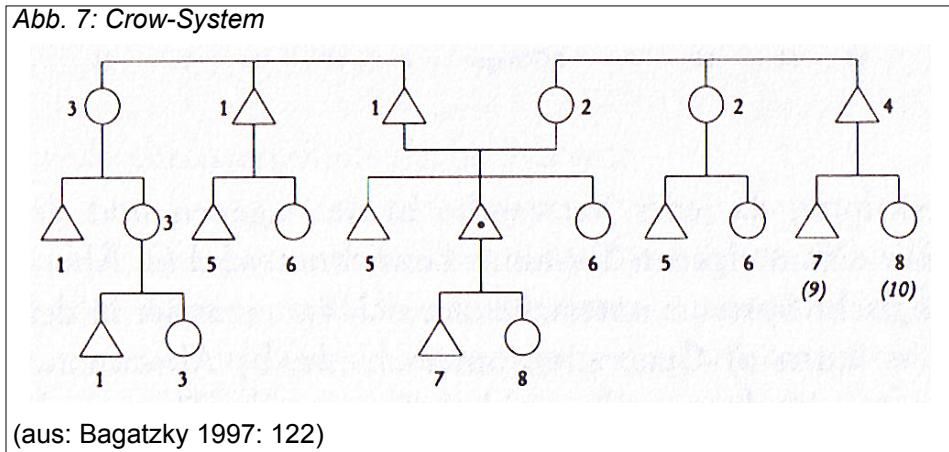 Abb. 7: Crow-System
3 1 1 2 2 4
3
1 5 6 5 6 5 6 7 8
(9) (10)
1 3 7 8
(aus: Bagatzky 1997: 122)